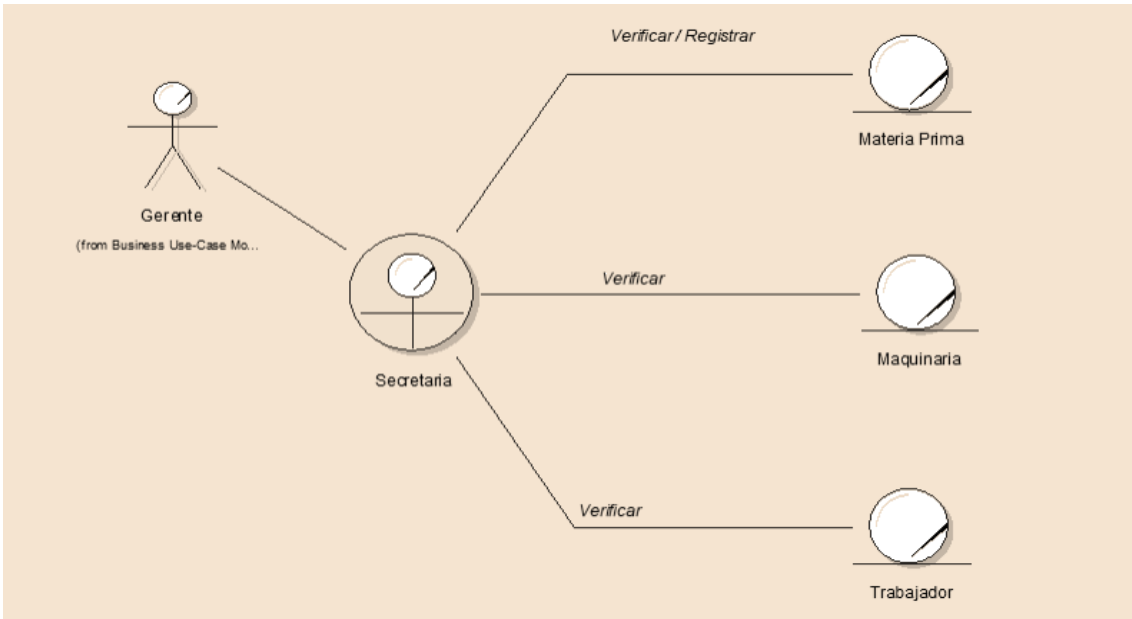 Verificar / Registrar
Materia Prima
Gerente
(from Business Use-Case Mo...
Verificar
Maquinaria
Secretaria
Verificar
Trabajador